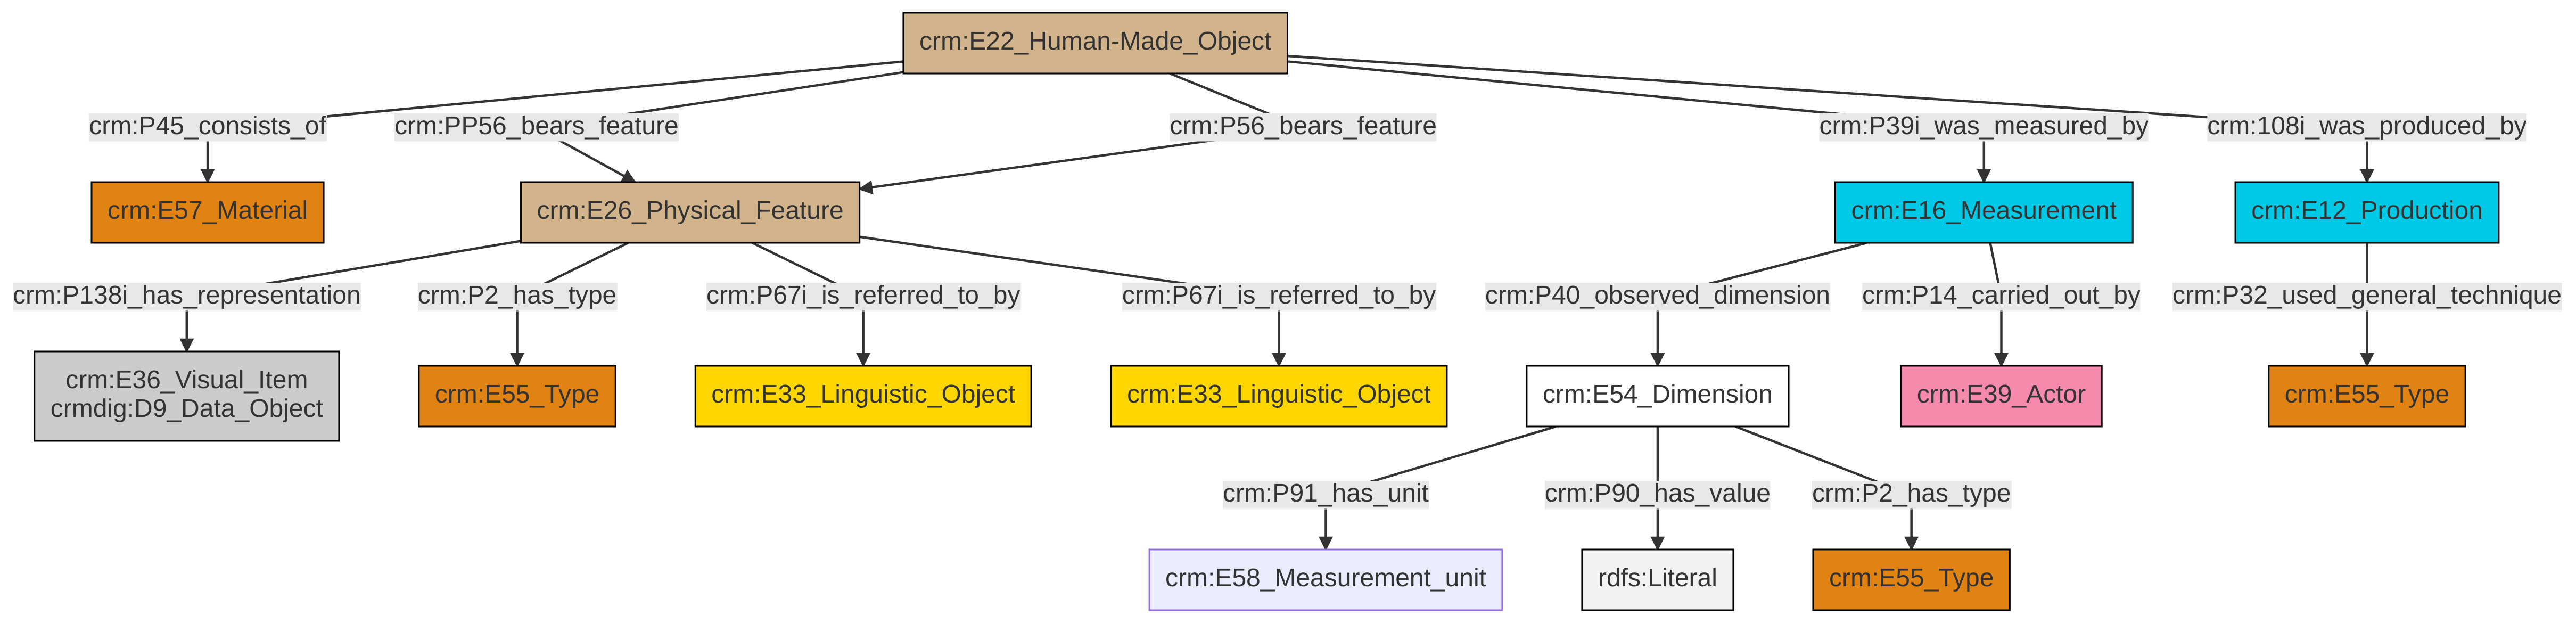 crm:E22_Human-Made_Object
crm:P45_consists_of
crm:PP56_bears_feature
crm:P56_bears_feature
crm:P39i_was_measured_by
crm:108i_was_produced_by
crm:E57_Material
crm:E26_Physical_Feature
crm:E16_Measurement
crm:E12_Production
crm:P138i_has_representation
crm:P2_has_type
crm:P67i_is_referred_to_by
crm:P67i_is_referred_to_by
crm:P40_observed_dimension
crm:P14_carried_out_by
crm:P32_used_general_technique
crm:E36_Visual_Item
crmdig:D9_Data_Object
crm:E55_Type
crm:E33_Linguistic_Object
crm:E33_Linguistic_Object
crm:E54_Dimension
crm:E39_Actor
crm:E55_Type
crm:P91_has_unit
crm:P90_has_value
crm:P2_has_type
crm:E58_Measurement_unit
rdfs:Literal
crm:E55_Type